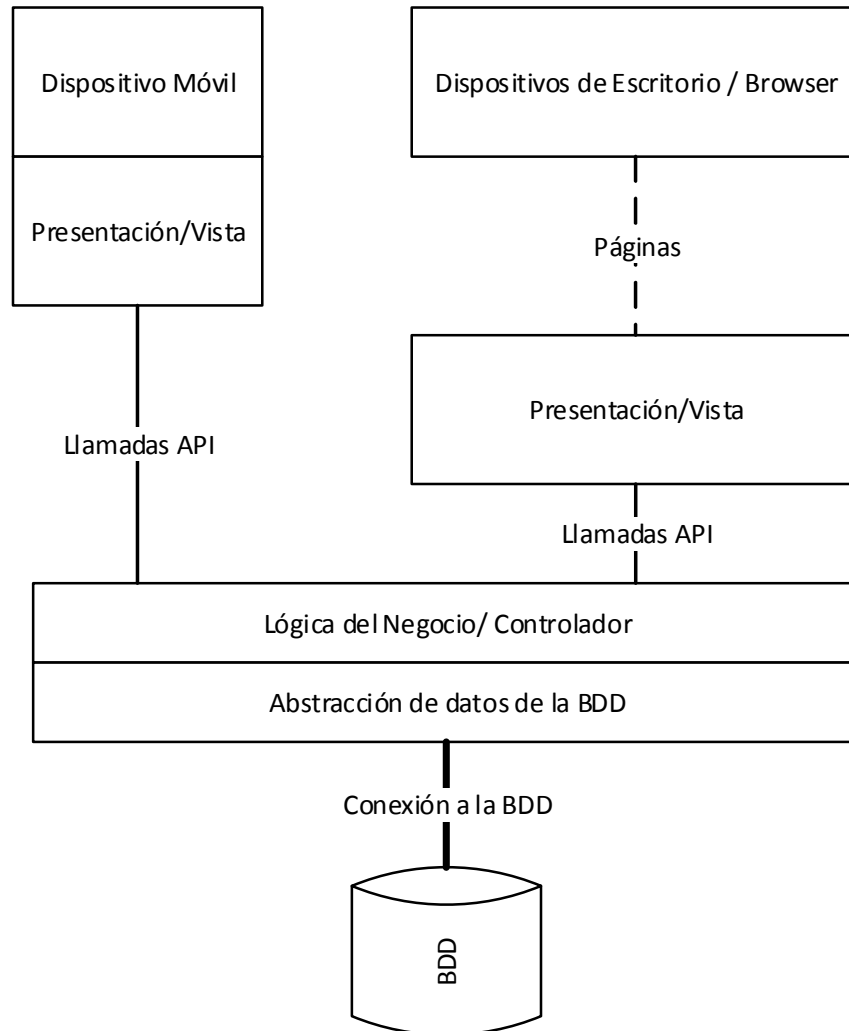 Dispositivo Móvil
Dispositivos de Escritorio / Browser
Presentación/Vista
Páginas
Presentación/Vista
Llamadas API
Llamadas API
Lógica del Negocio/ Controlador
Abstracción de datos de la BDD
Conexión a la BDD
BDD